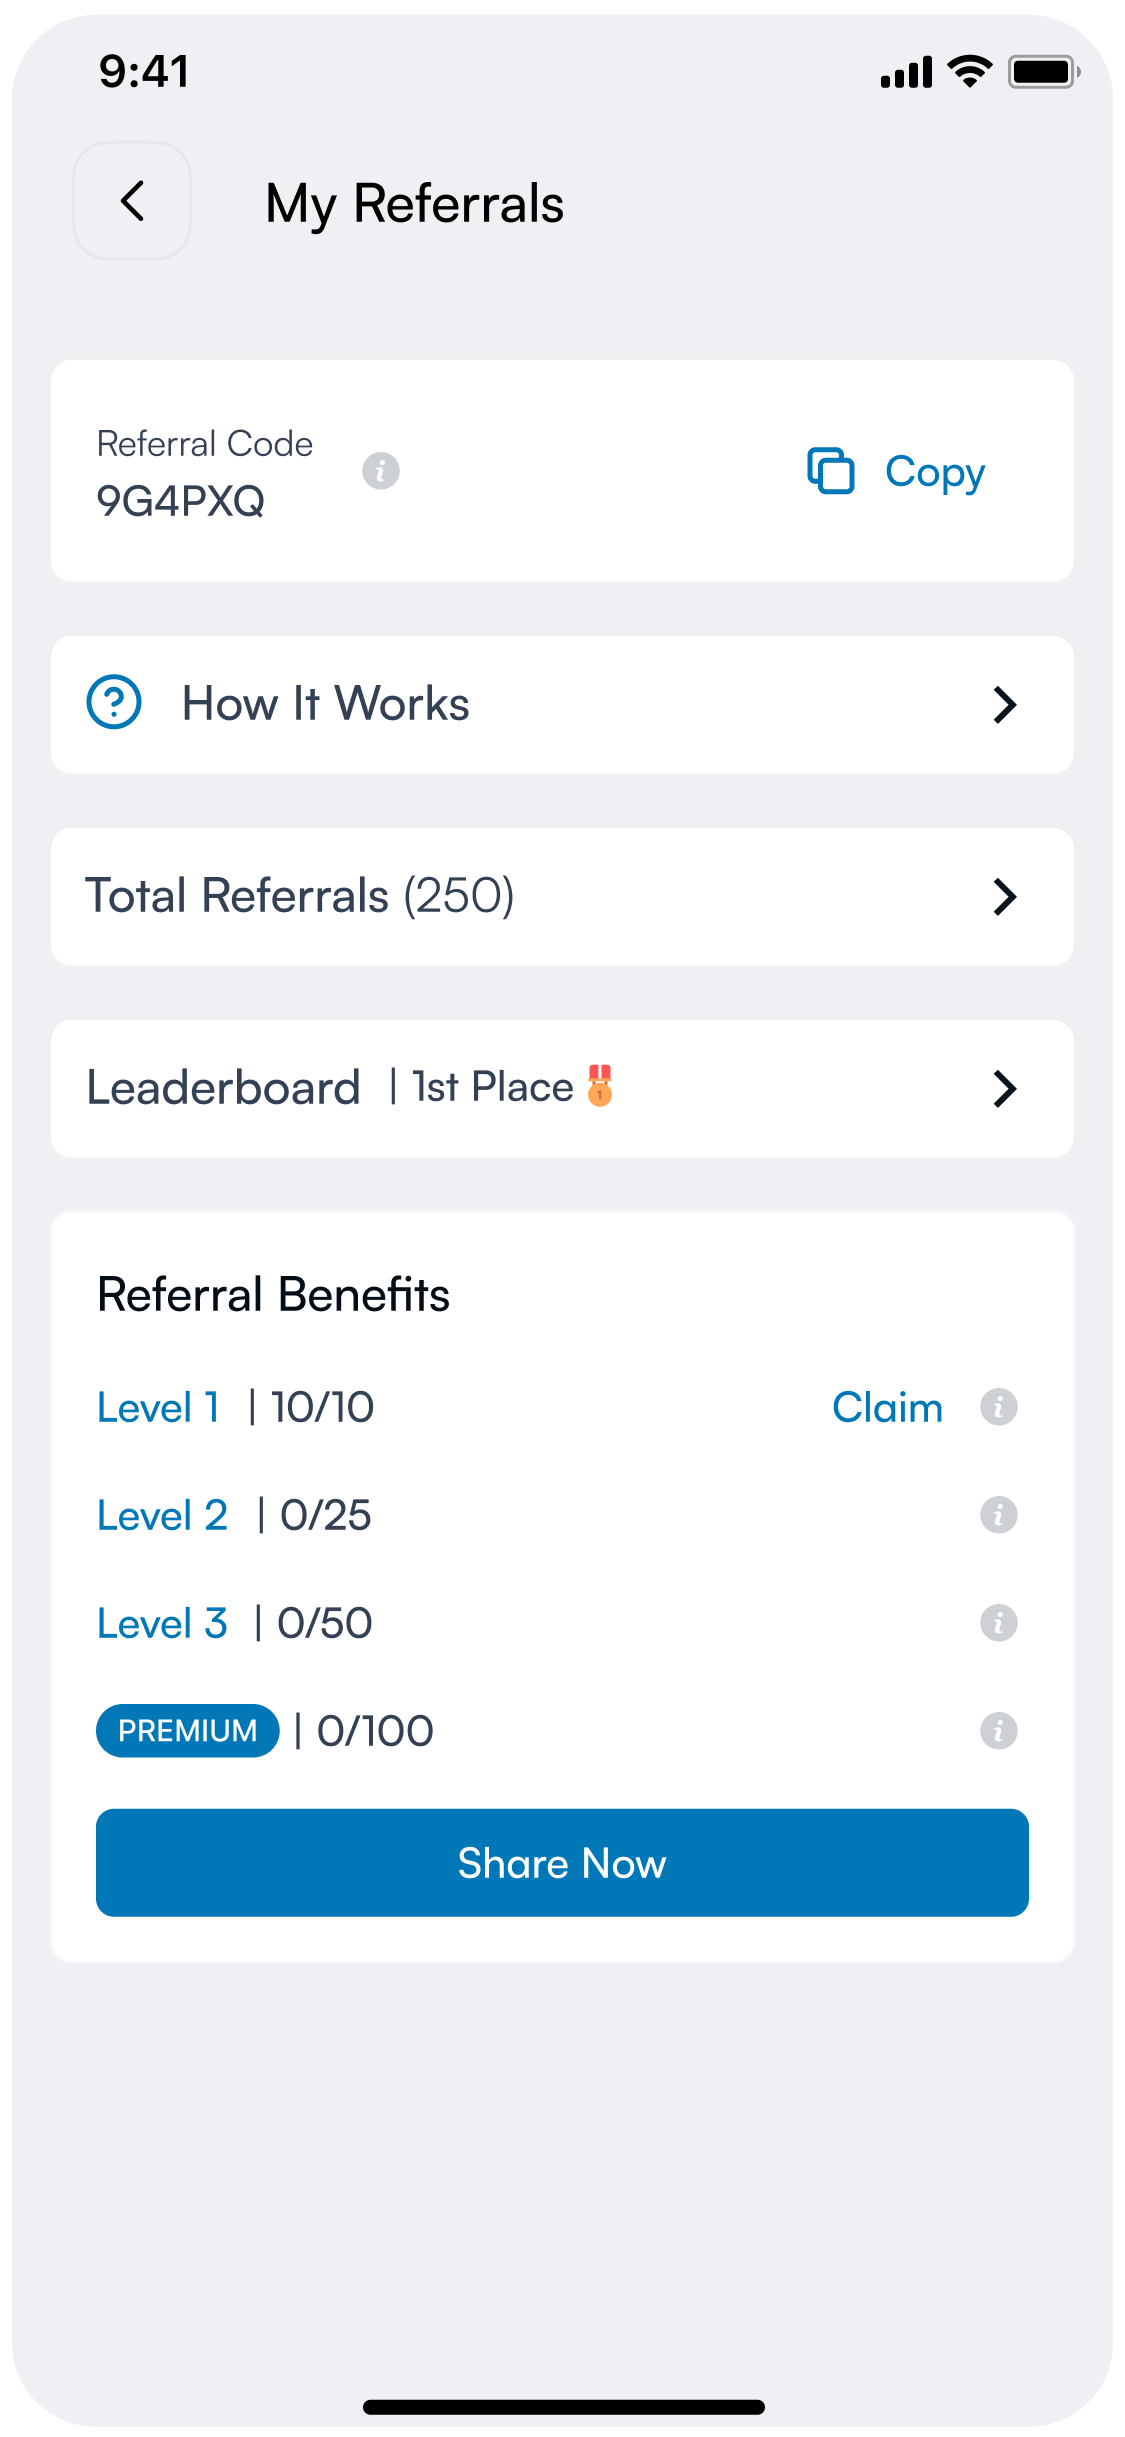 9:41
My Referrals
Referral Code
9G4PXQ
Copy
How It Works
Total Referrals (250)
Leaderboard | 1st Place
1
Referral Benefits
Level 1 | 10/10 Claim
Level 2 | 0/25
Level 3 | 0/50
PREMIUM | 0/100
Share Now